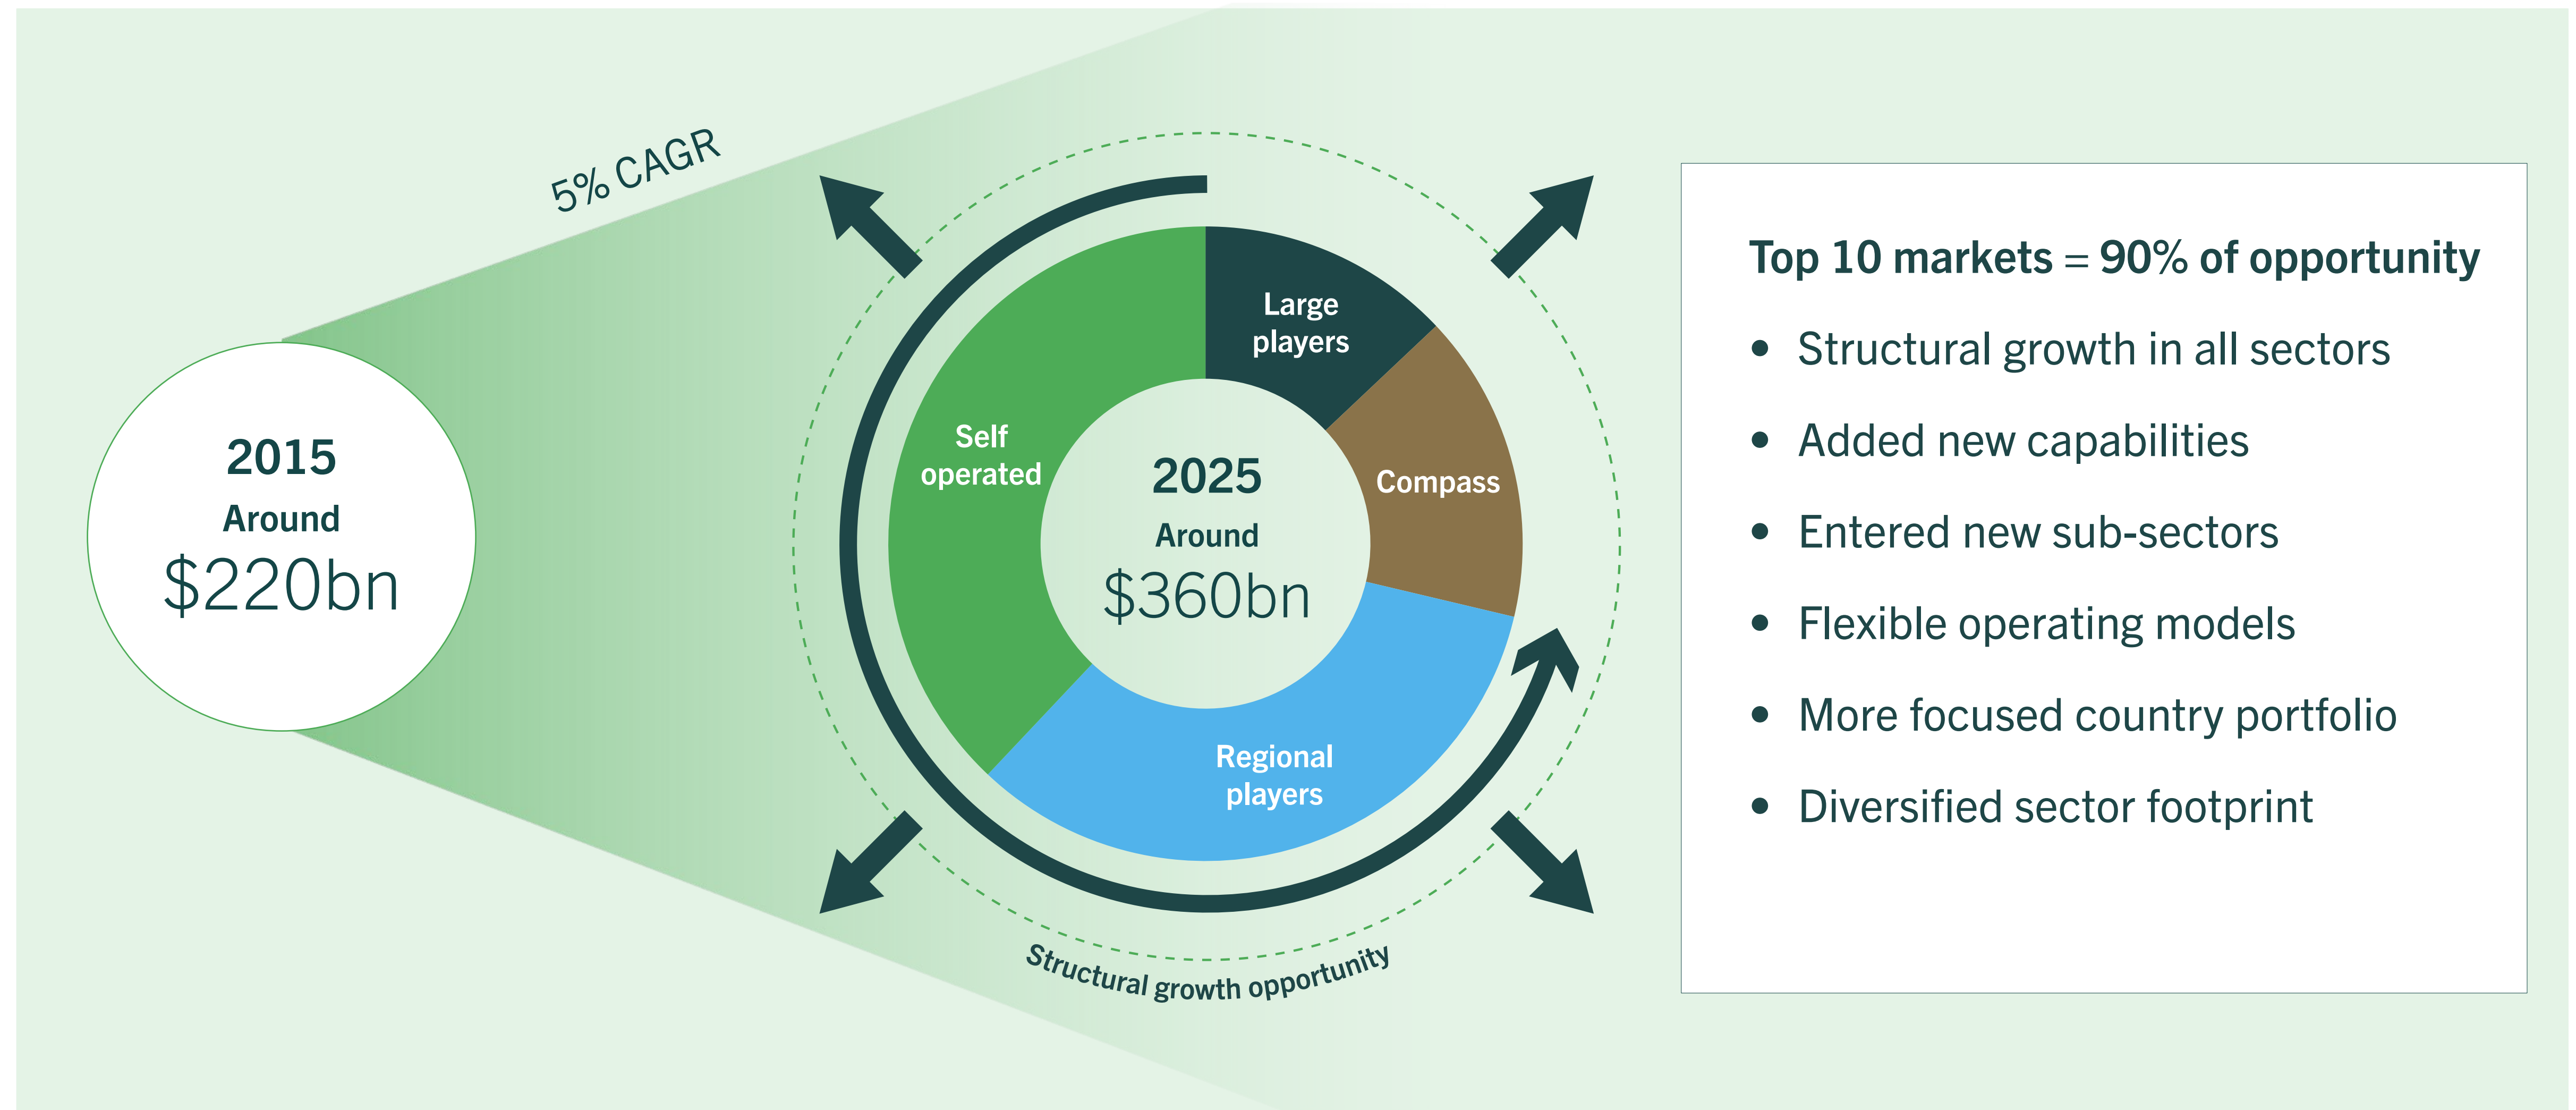 5% CAGR
2015
Around
$220bn
Large
players
Self
operated
Compass
2025
Around
$360bn
Regional
players
Structural growth opportunity
Top 10 markets = 90% of opportunity
• Structural growth in all sectors
• Added new capabilities
• Entered new sub-sectors
• Flexible operating models
• More focused country portfolio
• Diversified sector footprint